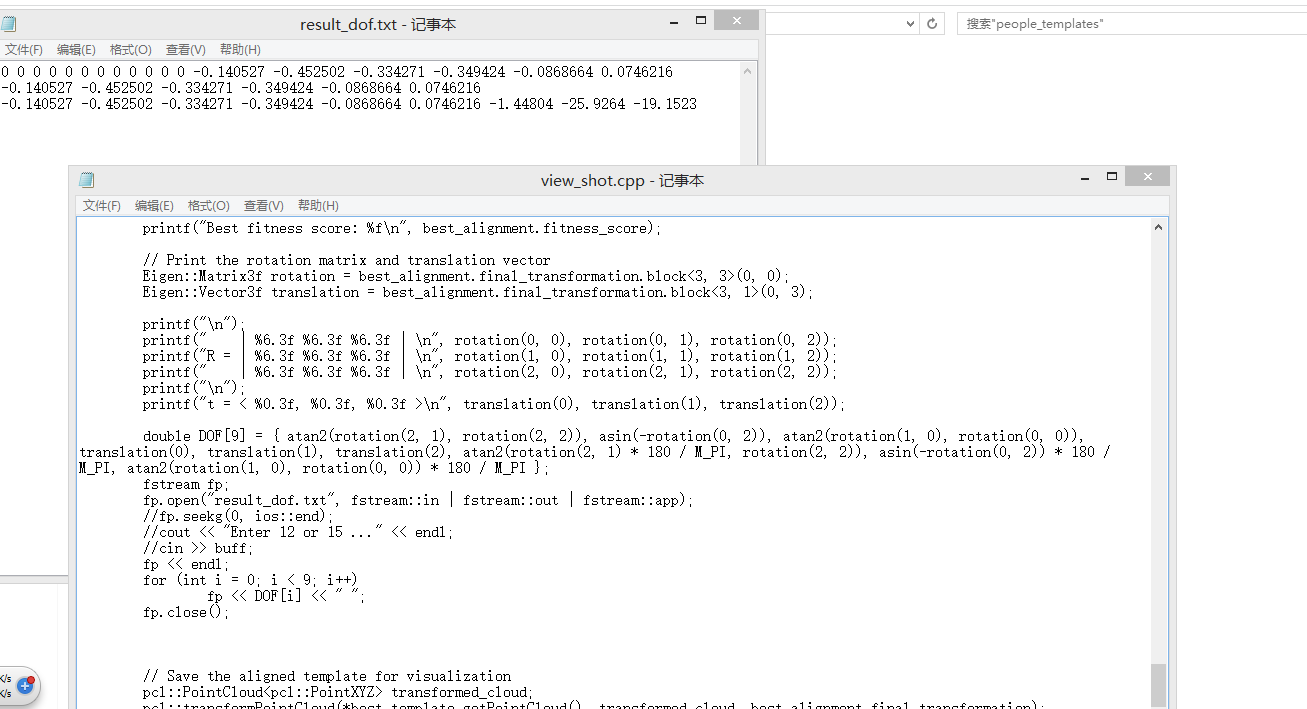 result_dof.txt - 记事本
搜索"people_templates"
文件(F) 编辑(E) 格式(O) 查看(V) 帮助(H)
0 0 0 0 0 0 0 0 0 0 0 0 -0.140527 -0.452502 -0.334271 -0.349424 -0.0868664 0.0746216
-0.140527 -0.452502 -0.334271 -0.349424 -0.0868664 0.0746216
-0.140527 -0.452502 -0.334271 -0.349424 -0.0868664 0.0746216 -1.44804 -25.9264 -19.1523
view_shot.cpp - 记事本
文件(F) 编辑(E) 格式(O) 查看(V) 帮助(H)
printf("Best fitness score: %f\n", best_alignment.fitness_score);
// Print the rotation matrix and translation vector
Eigen::Matrix3f rotation = best_alignment.final_transformation.block<3, 3>(0, 0);
Eigen::Vector3f translation = best_alignment.final_transformation.block<3, 1>(0, 3);
printf("\n");
printf("    | %6.3f %6.3f %6.3f | \n", rotation(0, 0), rotation(0, 1), rotation(0, 2));
printf("R = | %6.3f %6.3f %6.3f | \n", rotation(1, 0), rotation(1, 1), rotation(1, 2));
printf("    | %6.3f %6.3f %6.3f | \n", rotation(2, 0), rotation(2, 1), rotation(2, 2));
printf("\n");
printf("t = < %0.3f, %0.3f, %0.3f >\n", translation(0), translation(1), translation(2));
double DOF[9] = { atan2(rotation(2, 1), rotation(2, 2)), asin(-rotation(0, 2)), atan2(rotation(1, 0), rotation(0, 0)),
translation(0), translation(1), translation(2), atan2(rotation(2, 1) * 180 / M_PI, rotation(2, 2)), asin(-rotation(0, 2)) * 180 /
M_PI, atan2(rotation(1, 0), rotation(0, 0)) * 180 / M_PI };
fstream fp;
fp.open("result_dof.txt", fstream::in | fstream::out | fstream::app);
//fp.seekg(0, ios::end);
//cout << "Enter 12 or 15 ..." << endl;
//cin >> buff;
fp << endl;
for (int i = 0; i < 9; i++)
fp << DOF[i] << " ";
fp.close();
// Save the aligned template for visualization
pcl::PointCloud<pcl::PointXYZ> transformed_cloud;
pcl::transformPointCloud(*best_template.getPointCloud(), transformed_cloud, best_alignment.final_transformation);
K/s
K/s